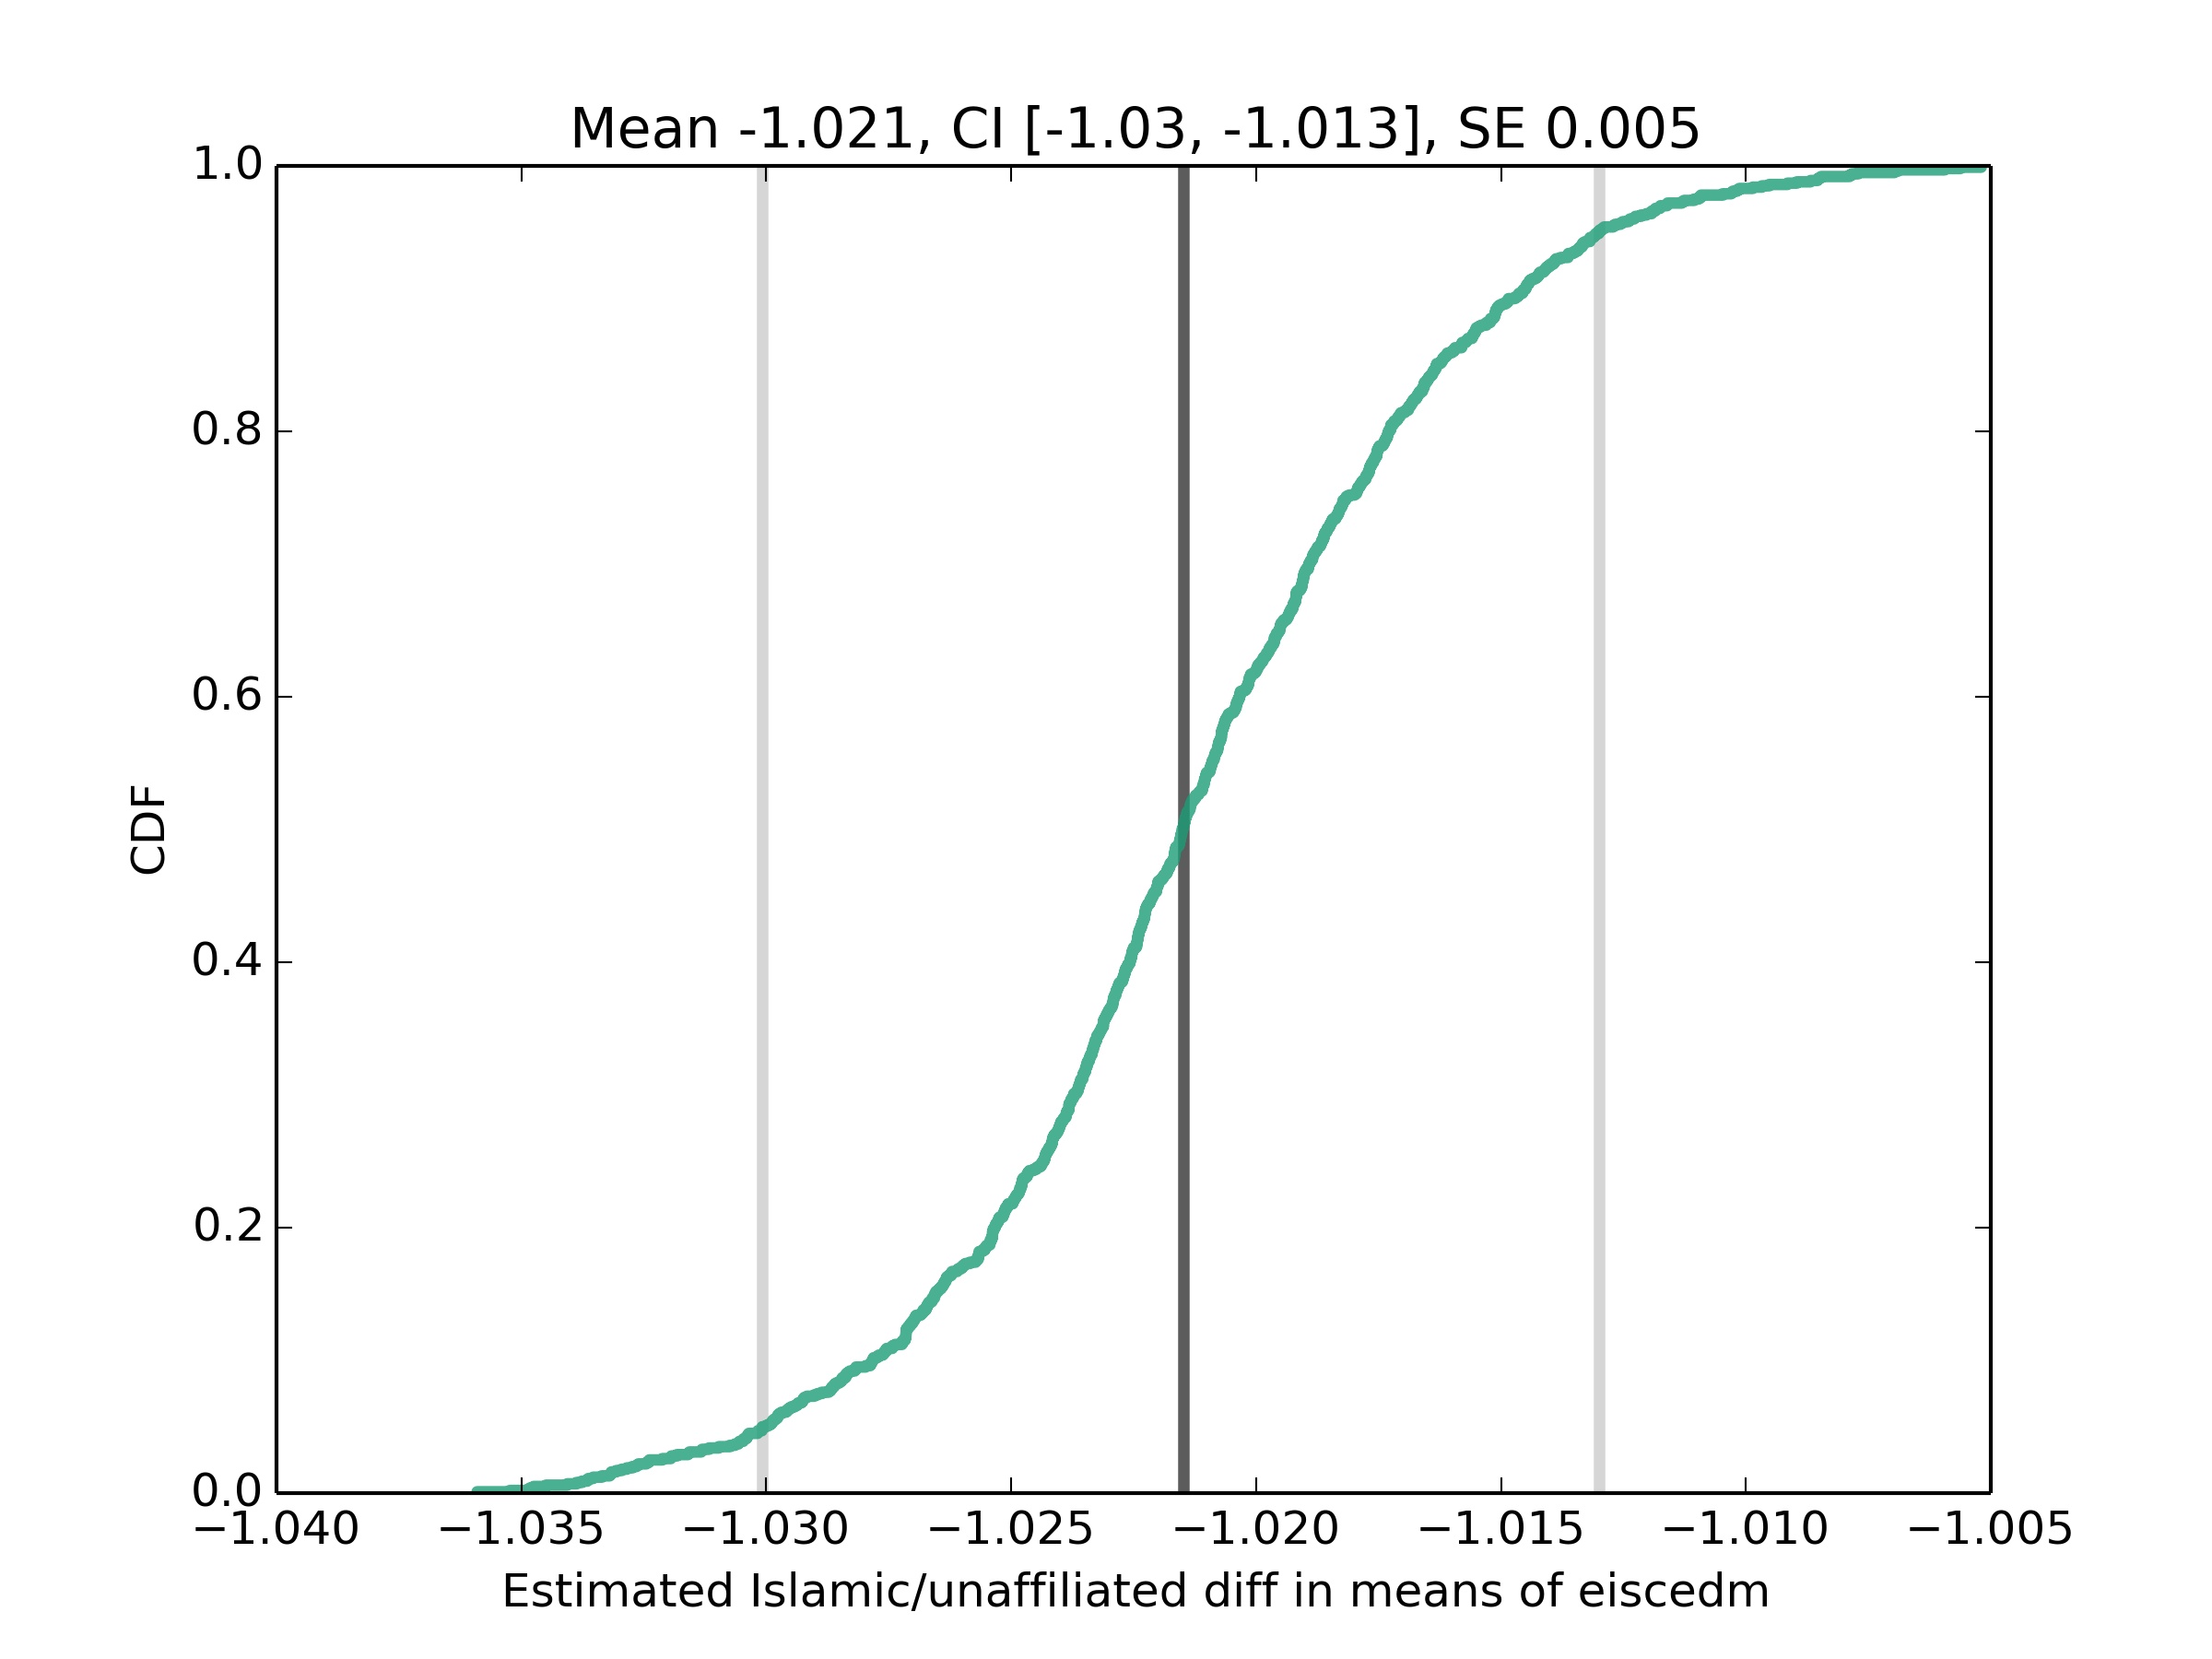 Mean -1.021, CI [-1.03, -1.013], SE 0.005
1.0
0.8
0.6
0.4
0.2
0.0
CDF
−1.040 −1.035 −1.030 −1.025 −1.020 −1.015 −1.010 −1.005
Estimated Islamic/unaffiliated diff in means of eiscedm